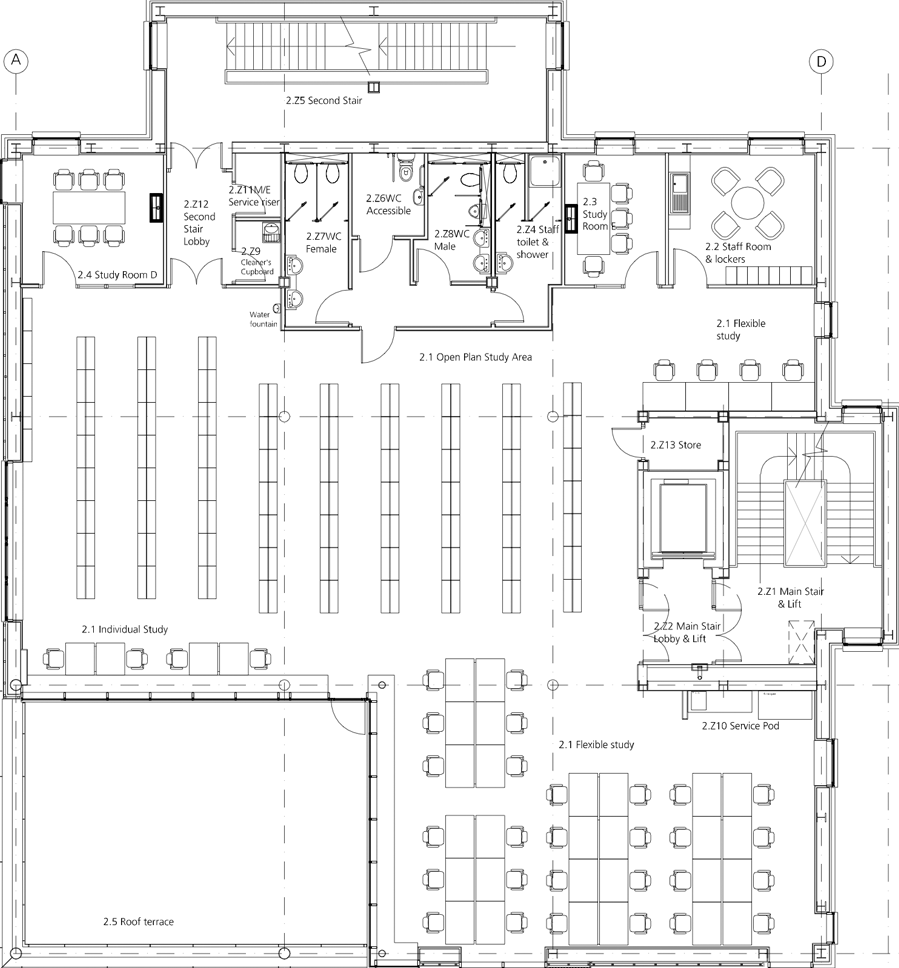 A
D
2.Z5 Second Stair
2.Z12
Second
Stair
Lobby
2.Z11M/E
Service riser
2.Z9
Cleaner's
Cupboard
2.Z7WC
Female
2.Z6WC
Accessible
2.Z8WC
Male
2.Z4 Staff
toilet &
shower
2.3
Study
Room E
2.2 Staff Room
& lockers
2.4 Study Room D
Water
fountain
2.1 Flexible
study
2.1 Open Plan Study Area
2.Z13 Store
2.Z1 Main Stair
& Lift
2.Z2 Main Stair
Lobby & Lift
2.1 Individual Study
2.Z10 Service Pod
2.1 Flexible study
2.5 Roof terrace